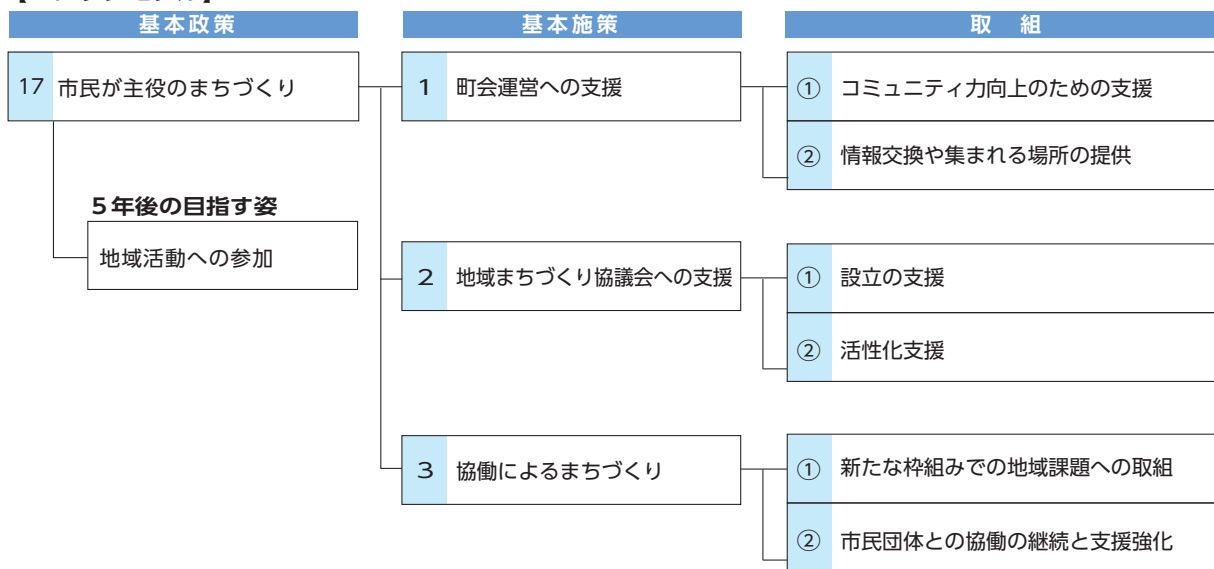 基本政策
基本施策
取 組
17 市民が主役のまちづくり
1 町会運営への支援
① コミュニティ力向上のための支援
② 情報交換や集まれる場所の提供
5年後の目指す姿
地域活動への参加
2 地域まちづくり協議会への支援
① 設立の支援
② 活性化支援
3 協働によるまちづくり
① 新たな枠組みでの地域課題への取組
② 市民団体との協働の継続と支援強化